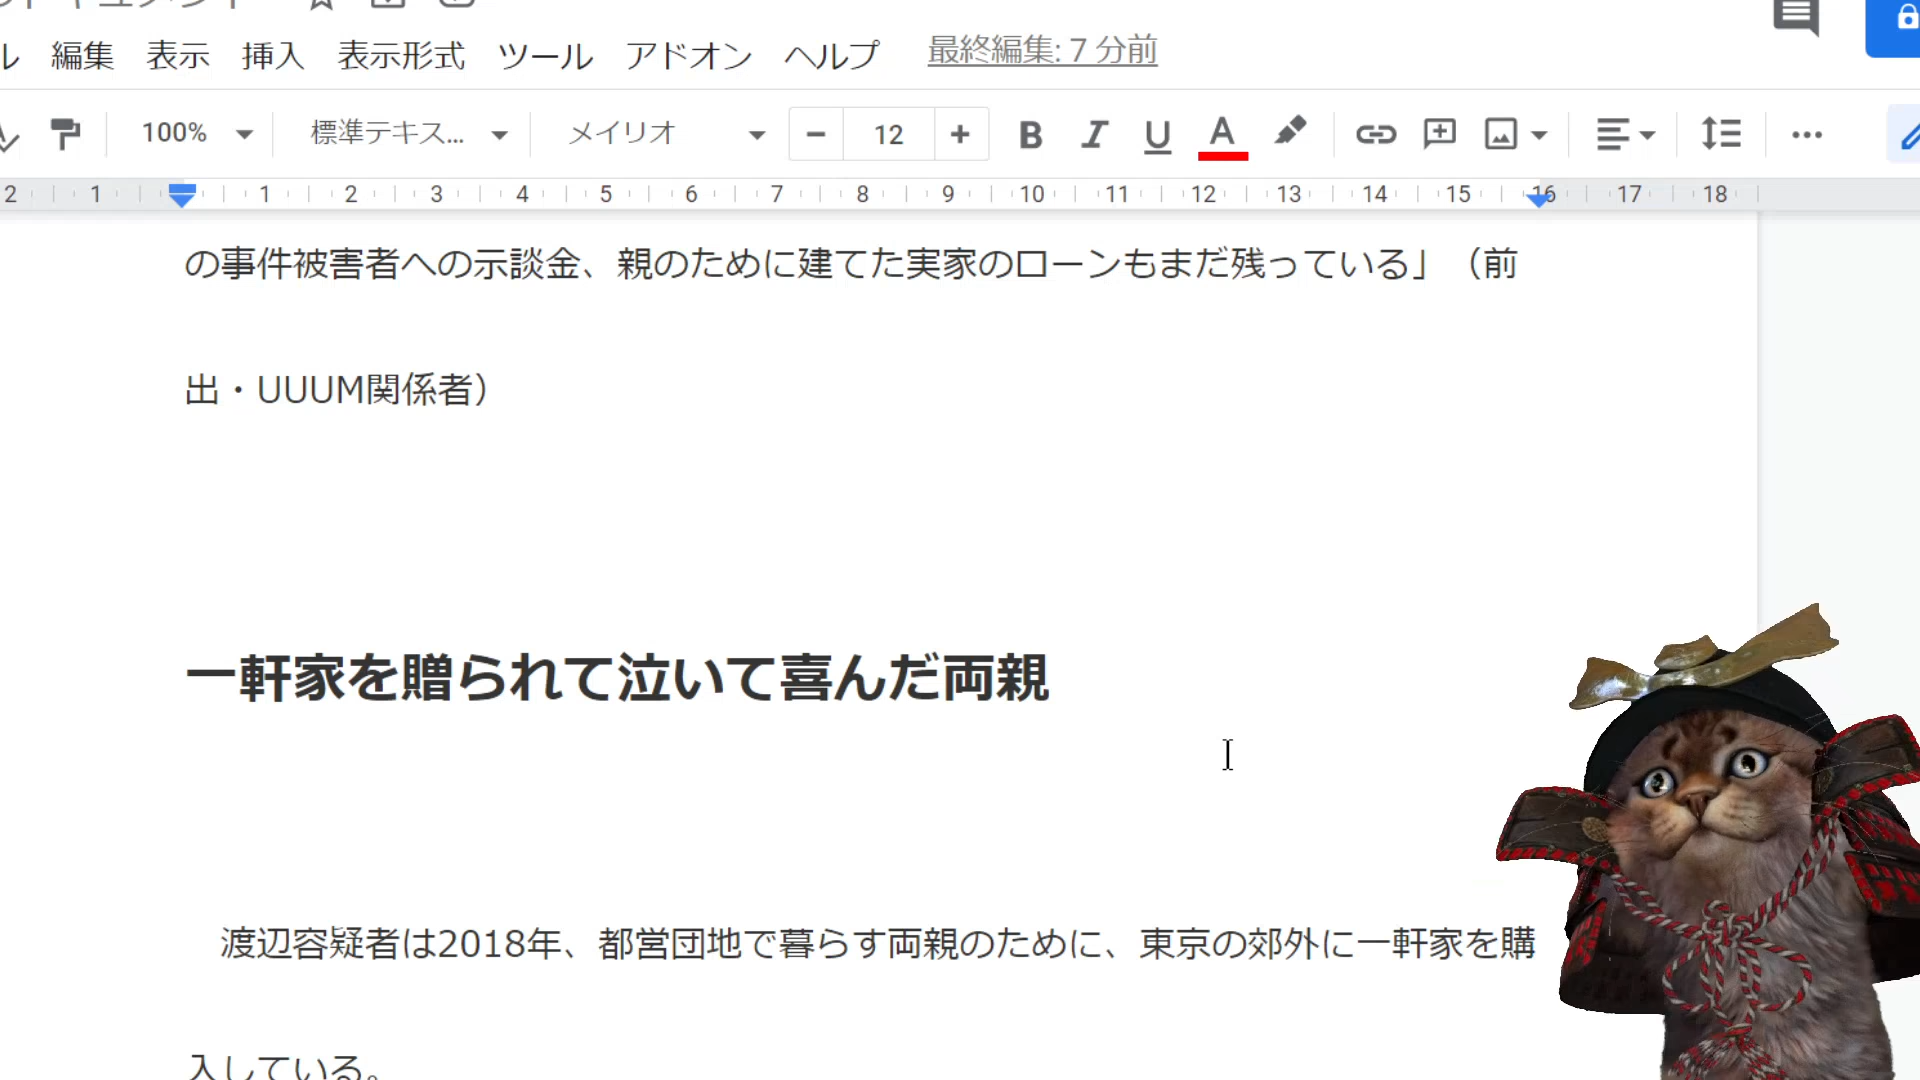 編集 表示 挿入 表示形式 ツール アドオン ヘルプ 最終編集: 7 分前
100% 標準テキス... メイリオ − 12 + B I U A ...
2 1 1 2 3 4 5 6 7 8 9 10 11 12 13 14 15 16 17 18
の事件被害者への示談金、親のために建てた実家のローンもまだ残っている」（前
出・UUUM関係者）
一軒家を贈られて泣いて喜んだ両親
渡辺容疑者は2018年、都営団地で暮らす両親のために、東京の郊外に一軒家を購
入している。